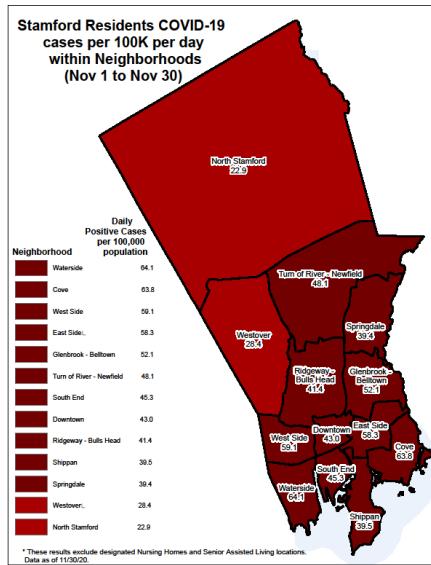 Stamford Residents COVID-19
cases per 100K per day
within Neighborhoods
(Nov 1 to Nov 30)
North Stamford
22.9
Turn of River - Newfield
48.1
Westover
28.4
Springdale
39.4
Ridgeway -
Bulls Head
41.4
Glenbrook -
Belltown
52.1
West Side
59.1
Downtown
43.0
East Side
58.3
Cove
63.8
South End
45.3
Waterside
64.1
Shippan
39.5
Daily
Positive Cases
per 100,000
Neighborhood population
Waterside 64.1
Cove 63.8
West Side 59.1
East Side:. 58.3
Glenbrook - Belltown 52.1
Turn of River - Newfield 48.1
South End 45.3
Downtown 43.0
Ridgeway - Bulls Head 41.4
Shippan 39.5
Springdale 39.4
Westover:. 28.4
North Stamford 22.9
* These results exclude designated Nursing Homes and Senior Assisted Living locations.
Data as of 11/30/20.